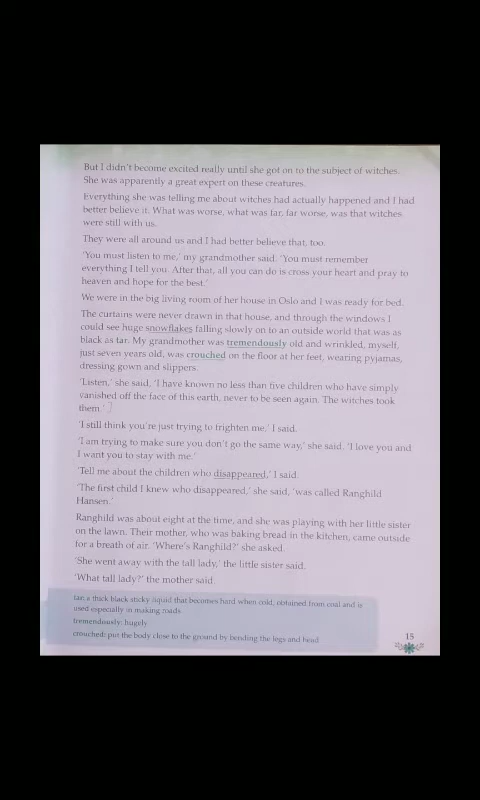 But I didn't become excited really until she got on to the subject of witches.
She was apparently a great expert on these creatures.
Everything she was telling me about witches had actually happened and I had
better believe it. What was worse, what was far, far worse, was that witches
were still with us.
They were all around us and I had better believe that, too.
'You must listen to me,' my grandmother said. 'You must remember
everything I tell you. After that, all you can do is cross your heart and pray to
heaven and hope for the best.'
We were in the big living room of her house in Oslo and I was ready for bed.
The curtains were never drawn in that house, and through the windows I
could see huge snowflakes falling slowly on to an outside world that was as
black as tar. My grandmother was tremendously old and wrinkled, myself,
just seven years old, was crouched on the floor at her feet, wearing pyjamas,
dressing gown and slippers.
'Listen,' she said, 'I have known no less than five children who have simply
vanished off the face of this earth, never to be seen again. The witches took
them.'
'I still think you're just trying to frighten me,' I said.
'I am trying to make sure you don't go the same way,' she said, 'I love you and
I want you to stay with me.'
'Tell me about the children who disappeared,' I said.
'The first child I knew who disappeared,' she said, 'was called Ranghild
Hansen.'
Ranghild was about eight at the time, and she was playing with her little sister
on the lawn. Their mother, who was baking bread in the kitchen, came outside
for a breath of air. 'Where's Ranghild?' she asked.
'She went away with the tall lady,' the little sister said.
'What tall lady?' the mother said.
tar: a thick black sticky liquid that becomes hard when cold, obtained from coal and is
used especially in making roads
tremendously: hugely
crouched: put the body close to the ground by bending the legs and head
15